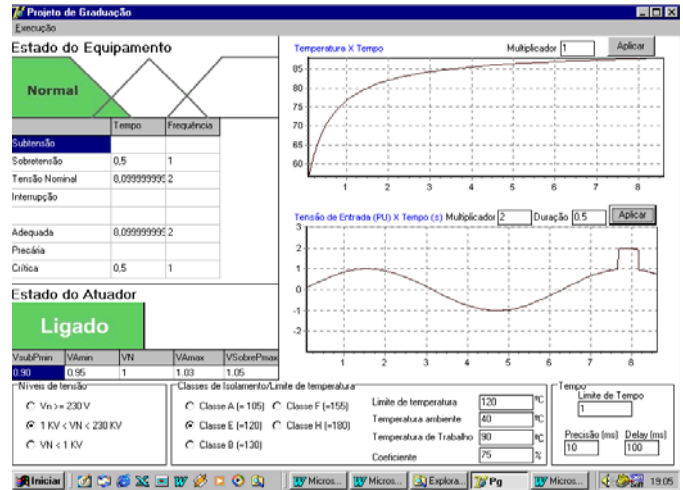 Projeto de Graduação
Execução
Estado do Equipamento
Normal
Tempo Frequência
Subtensão
Sobretensão 0,5 1
Tensão Nominal 8,099999999 2
Interrupção
Adequada 8,099999999 2
Precária
Crítica 0,5 1
Estado do Atuador
Ligado
VsubPmin VAmin VN VAmax VSobrePmax
0.90 0.95 1 1.03 1.05
Temperatura X Tempo Multiplicador 1 Aplicar
85
80
75
70
65
60
1 2 3 4 5 6 7 8
Tensão de Entrada (PU) X Tempo (s) Multiplicador 2 Duração 0.5 Aplicar
3
2
1
0
-1
-2
1 2 3 4 5 6 7 8
Níveis de tensão
Vn >= 230 V
1 KV < VN < 230 KV
VN < 1 KV
Classes de Isolamento/Limite de temperatura
Classe A (= 105) Classe F (=155)
Classe E (=120) Classe H (=180)
Classe B (=130)
Limite de temperatura 120 ºC
Temperatura ambiente 40 ºC
Temperatura de Trabalho 90 ºC
Coeficiente 75 %
Tempo
Limite de Tempo
1
Precisão (ms) Delay (ms)
10 100
Iniciar Micros... Micros... Explora... Pg Micros... 19:05